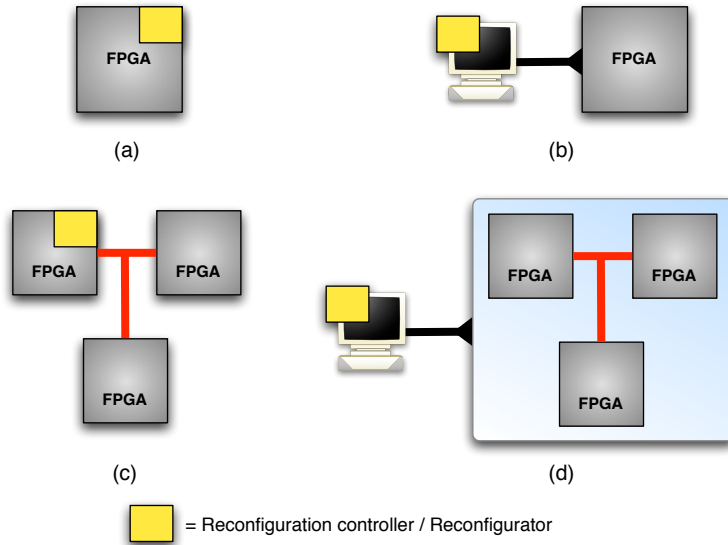 FPGA
FPGA
(a)
(b)
FPGA
FPGA
FPGA
FPGA
FPGA
FPGA
(c)
(d)
= Reconfiguration controller / Reconfigurator